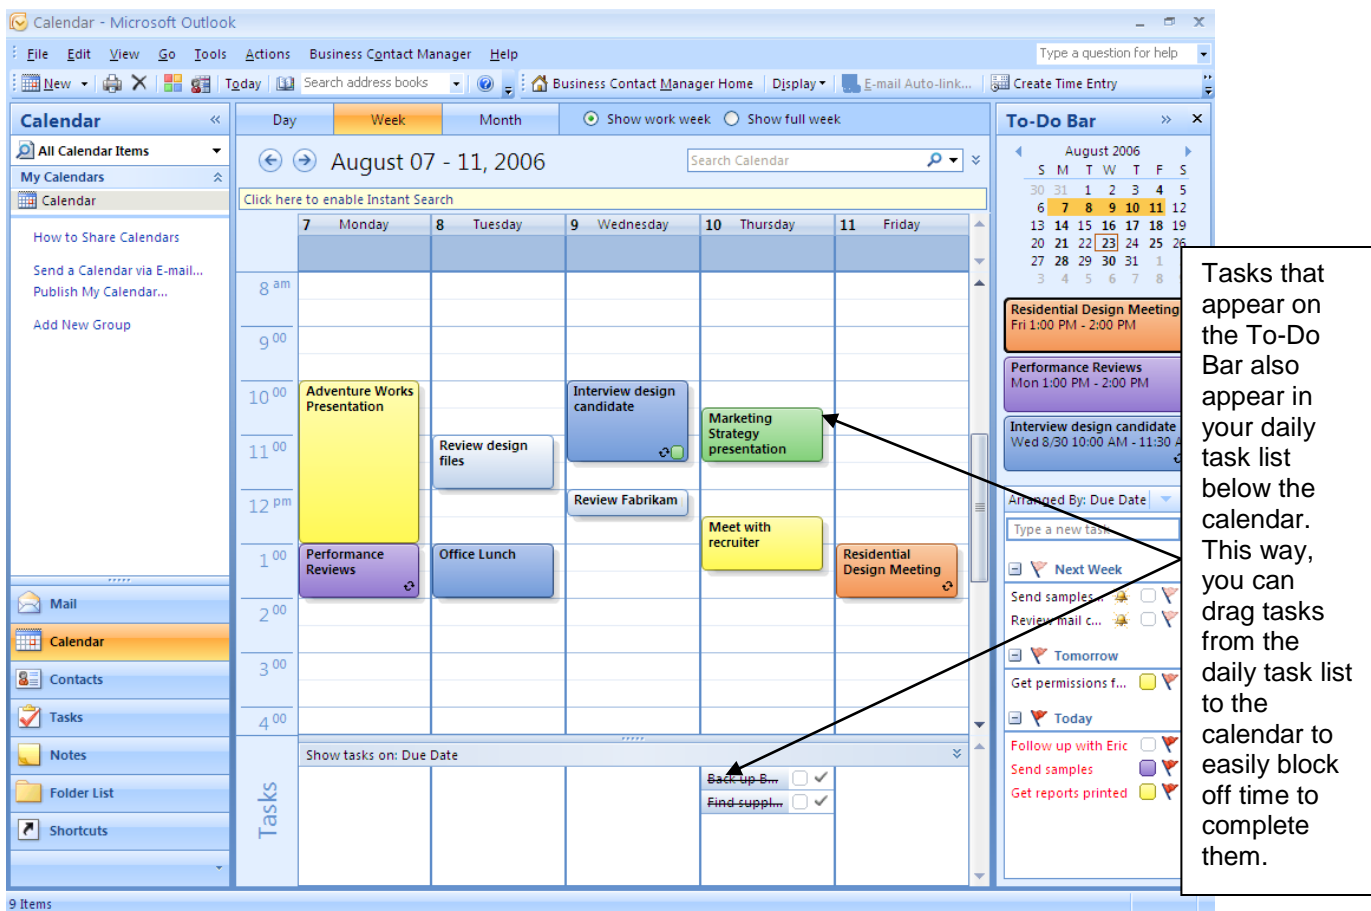 Calendar - Microsoft Outlook
File Edit View Go Tools Actions Business Contact Manager Help
Type a question for help
New Today Search address books Business Contact Manager Home Display E-mail Auto-link... Create Time Entry
Calendar
All Calendar Items
My Calendars
Calendar
How to Share Calendars
Send a Calendar via E-mail...
Publish My Calendar...
Add New Group
Mail
Calendar
Contacts
Tasks
Notes
Folder List
Shortcuts
9 Items
Day Week Month Show work week Show full week
August 07 - 11, 2006
Search Calendar
Click here to enable Instant Search
7 Monday 8 Tuesday 9 Wednesday 10 Thursday 11 Friday
8 am
9 00
10 00
11 00
12 pm
1 00
2 00
3 00
4 00
Adventure Works
Presentation
Performance
Reviews
Review design
files
Office Lunch
Interview design
candidate
Review Fabrikam
Marketing
Strategy
presentation
Meet with
recruiter
Residential
Design Meeting
Tasks
Show tasks on: Due Date
Back up B...
Find suppl...
To-Do Bar
August 2006
S M T W T F S
30 31 1 2 3 4 5
6 7 8 9 10 11 12
13 14 15 16 17 18 19
20 21 22 23 24 25 26
27 28 29 30 31 1
3 4 5 6 7 8
Residential Design Meeting
Fri 1:00 PM - 2:00 PM
Performance Reviews
Mon 1:00 PM - 2:00 PM
Interview design candidate
Wed 8/30 10:00 AM - 11:30
Arranged By: Due Date
Type a new task
Next Week
Send samples...
Review mail c...
Tomorrow
Get permissions f...
Today
Follow up with Eric
Send samples
Get reports printed
Tasks that
appear on
the To-Do
Bar also
appear in
your daily
task list
below the
calendar.
This way,
you can
drag tasks
from the
daily task list
to the
calendar to
easily block
off time to
complete
them.